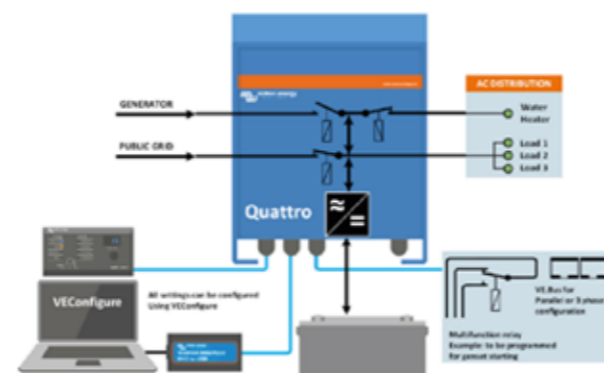 GENERATOR
PUBLIC GRID
Quattro
AC DISTRIBUTION
Water
Heater
Load 1
Load 2
Load 3
VEConfigure
All settings can be configured
Using VEConfigure
VE.Bus for
Parallel or 3 phase
configuration
Multifunction relay
Example: to be programmed
for genset starting